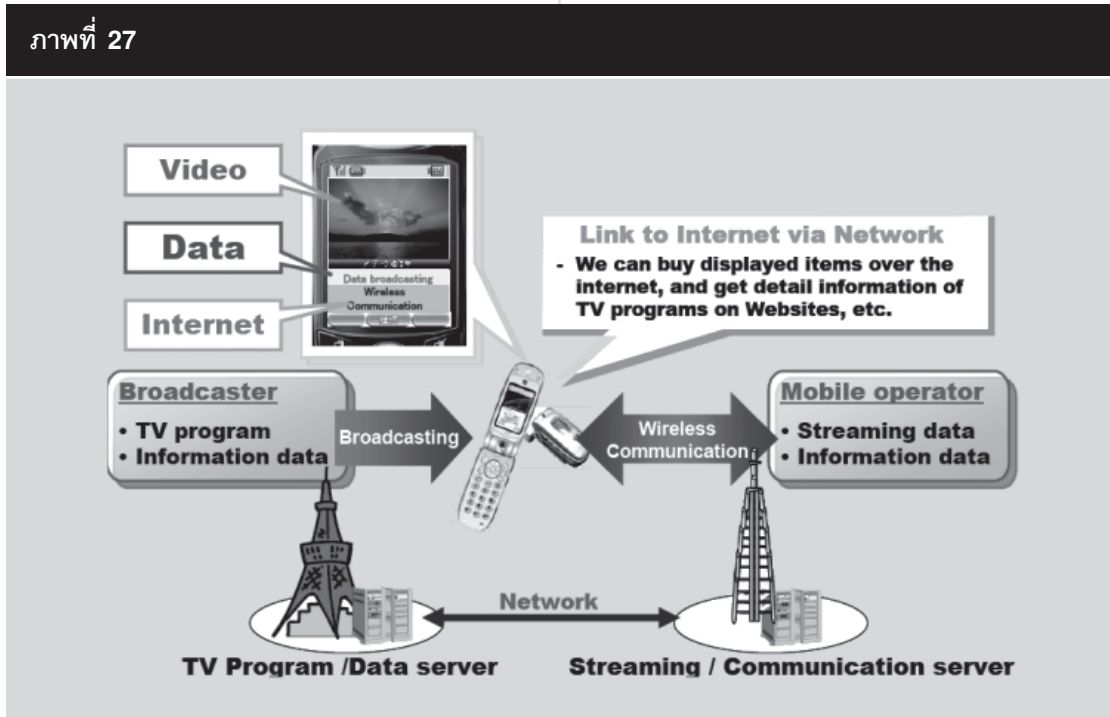 ภาพที่ 27
Video
Data
Internet
Data broadcasting
Wireless
Communication
Link to Internet via Network
- We can buy displayed items over the
internet, and get detail information of
TV programs on Websites, etc.
Broadcaster
• TV program
• Information data
Broadcasting
Wireless
Communication
Mobile operator
• Streaming data
• Information data
Network
TV Program /Data server
Streaming / Communication server